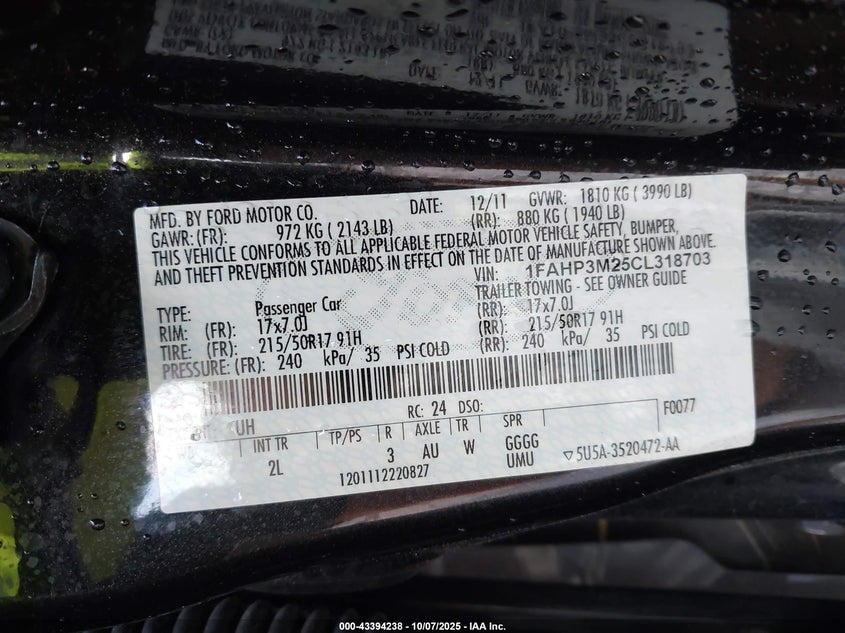 MFD. BY FORD MOTOR CO. DATE: 12/11 GVWR: 1810 KG ( 3990 LB)
GAWR:(FR): 972 KG ( 2143 LB) (RR): 880 KG ( 1940 LB)
THIS VEHICLE CONFORMS TO ALL APPLICABLE FEDERAL MOTOR VEHICLE SAFETY, BUMPER,
AND THEFT PREVENTION STANDARDS IN EFFECT ON THE DATE OF MANUFACTURE SHOWN ABOVE.
VIN: 1FAHP3M25CL318703
TYPE: Passenger Car TRAILER TOWING - SEE OWNER GUIDE
RIM: (FR): 17x7.0J (RR): 17x7.0J
TIRE: (FR): 215/50R17 91H (RR): 215/50R17 91H
PRESSURE:(FR): 240 kPa/ 35 PSI COLD (RR): 240 kPa/ 35 PSI COLD
UH RC: 24 DSO: F0077
INT TR TP/PS R AXLE TR SPR
2L 3 AU W GGGG
UMU ▽5U5A-3520472-AA
1201112220827
000-43394238 - 10/07/2025 - IAA Inc.